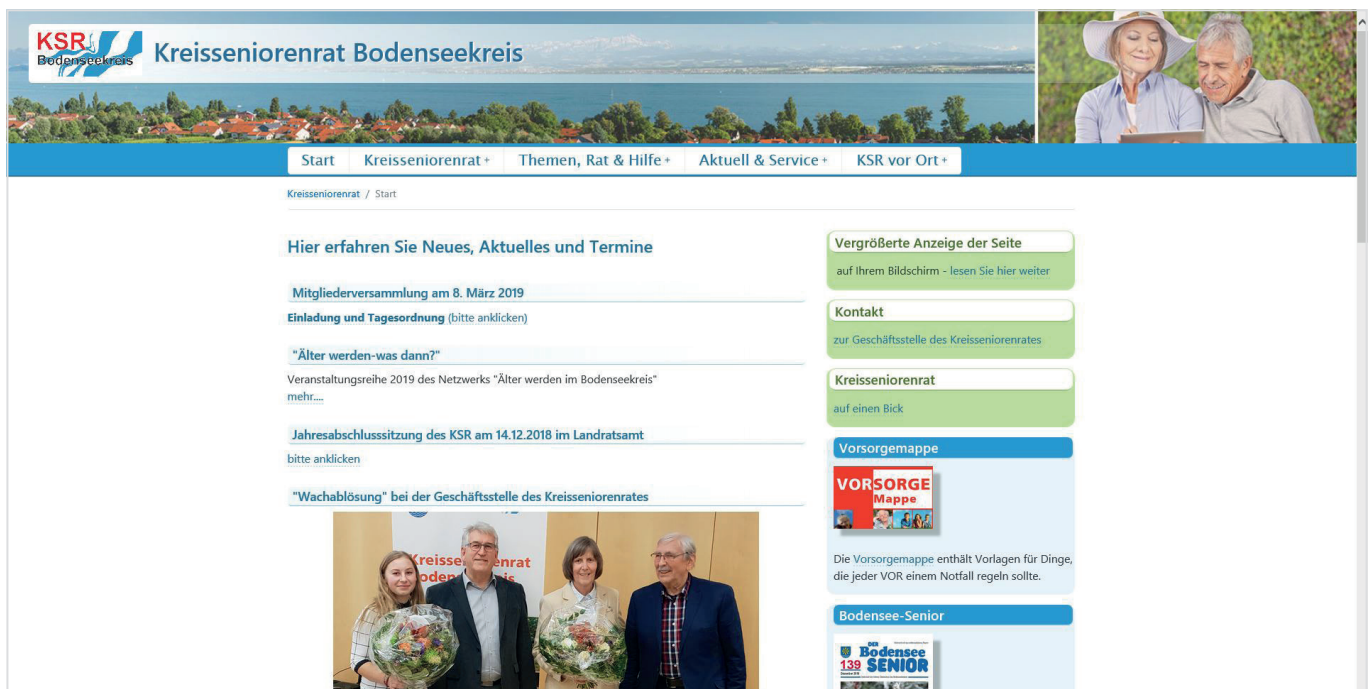 KSR
Bodenseekreis
Kreisseniorenrat Bodenseekreis
Start
Kreisseniorenrat+
Themen, Rat & Hilfe+
Aktuell & Service+
KSR vor Ort+
Kreisseniorenrat / Start
Hier erfahren Sie Neues, Aktuelles und Termine
Mitgliederversammlung am 8. März 2019
Einladung und Tagesordnung (bitte anklicken)
"Älter werden-was dann?"
Veranstaltungsreihe 2019 des Netzwerks "Älter werden im Bodenseekreis"
mehr....
Jahresabschlusssitzung des KSR am 14.12.2018 im Landratsamt
bitte anklicken
"Wachablösung" bei der Geschäftsstelle des Kreisseniorenrates
Vergrößerte Anzeige der Seite
auf Ihrem Bildschirm - lesen Sie hier weiter
Kontakt
zur Geschäftsstelle des Kreisseniorenrates
Kreisseniorenrat
auf einen Bick
Vorsorgemappe
VORSORGE
Mappe
Die Vorsorgemappe enthält Vorlagen für Dinge,
die jeder VOR einem Notfall regeln sollte.
Bodensee-Senior
DER
Bodensee
139 SENIOR